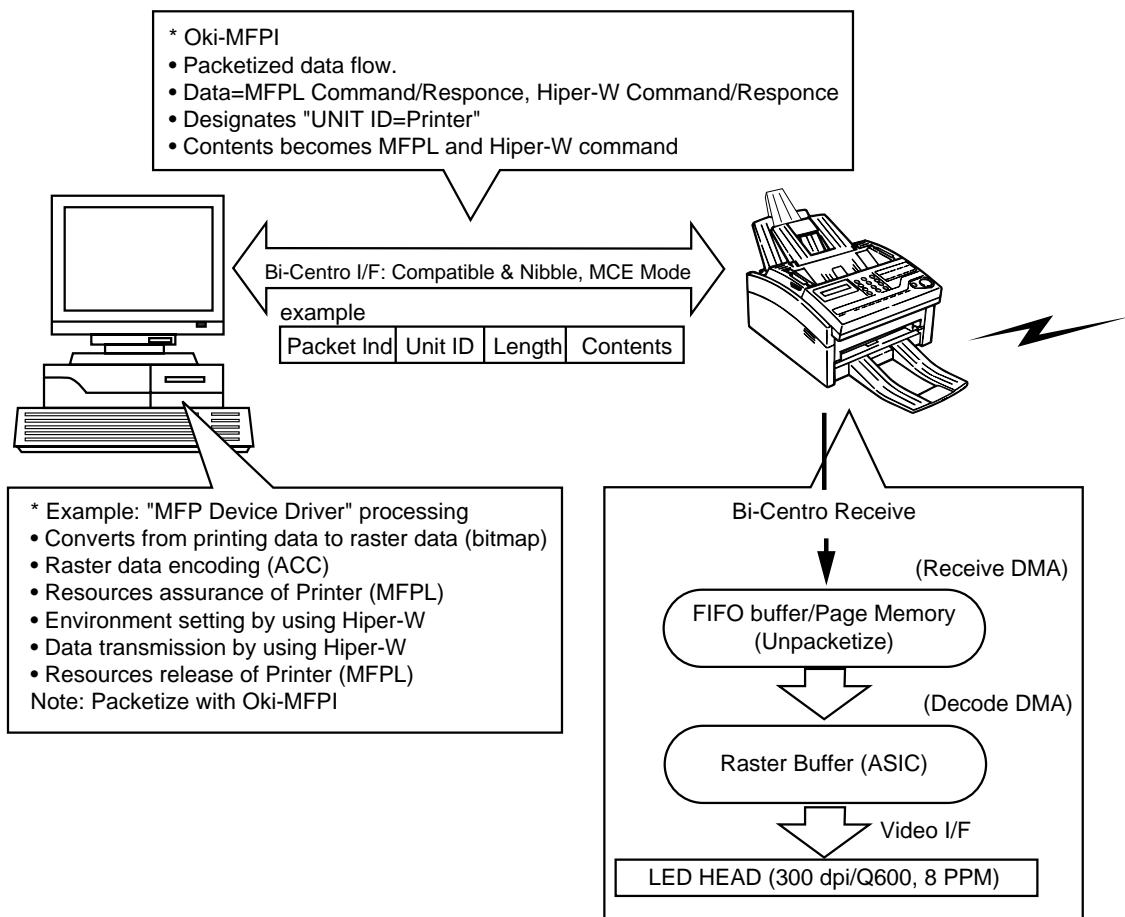 * Oki-MFPI
• Packetized data flow.
• Data=MFPL Command/Responce, Hiper-W Command/Responce
• Designates "UNIT ID=Printer"
• Contents becomes MFPL and Hiper-W command
Bi-Centro I/F: Compatible & Nibble, MCE Mode
example
Packet Ind Unit ID Length Contents
* Example: "MFP Device Driver" processing
• Converts from printing data to raster data (bitmap)
• Raster data encoding (ACC)
• Resources assurance of Printer (MFPL)
• Environment setting by using Hiper-W
• Data transmission by using Hiper-W
• Resources release of Printer (MFPL)
Note: Packetize with Oki-MFPI
Bi-Centro Receive
(Receive DMA)
FIFO buffer/Page Memory
(Unpacketize)
(Decode DMA)
Raster Buffer (ASIC)
Video I/F
LED HEAD (300 dpi/Q600, 8 PPM)